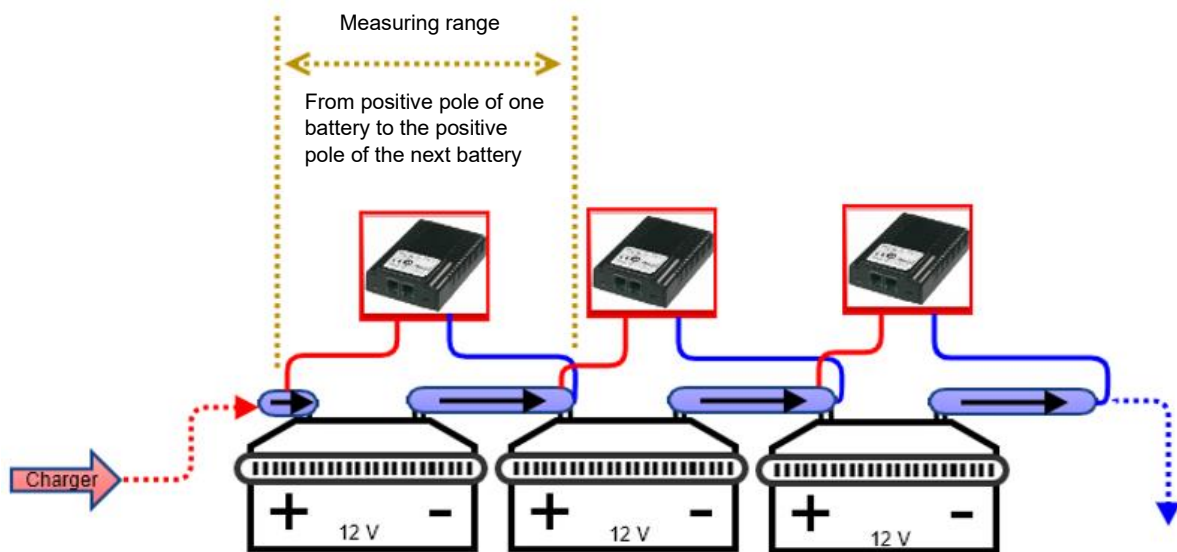 Measuring range
From positive pole of one
battery to the positive
pole of the next battery
Charger
+ -
12 V
+ -
12 V
+ -
12 V